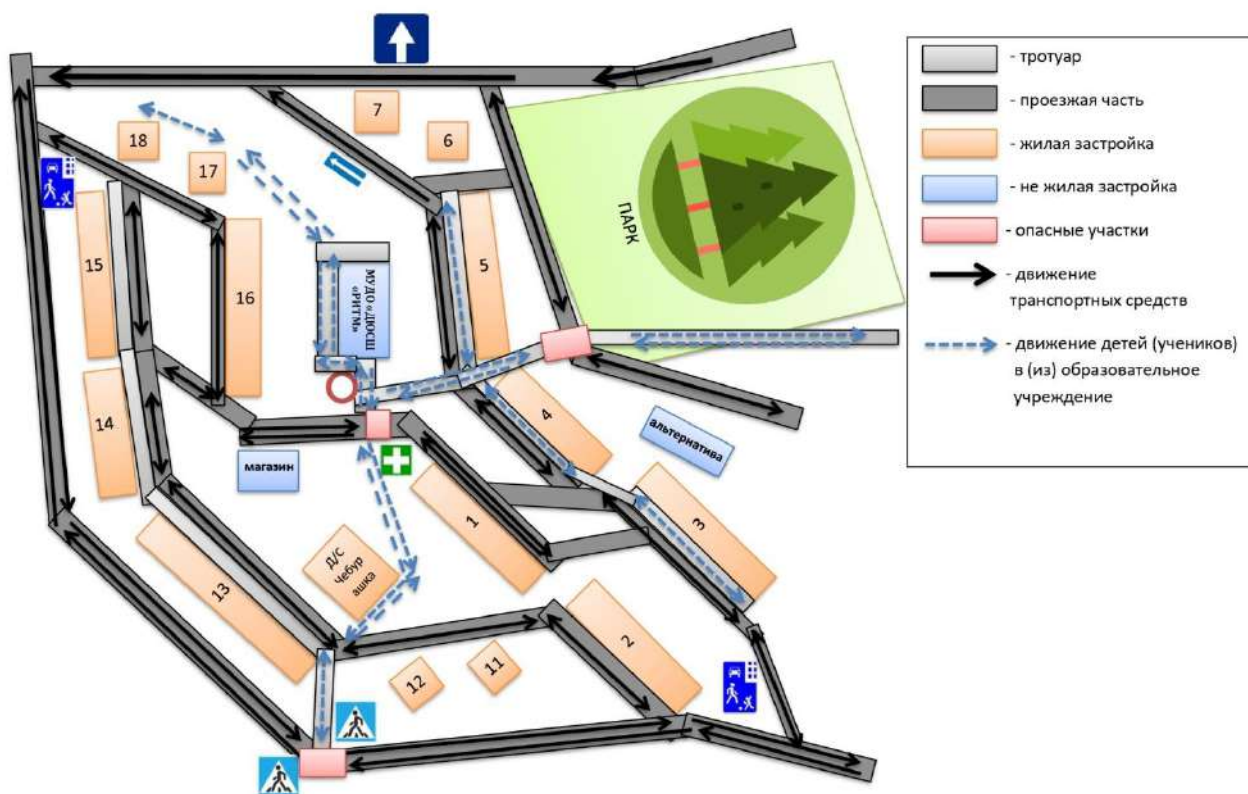 7
6
18
17
ПАРК
15
16
5
МУДО «ДЮСШ
«РИТМ»
14
4
альтернатива
магазин
1
3
Д/С
Чебур
ашка
13
2
11
12
- тротуар
- проезжая часть
- жилая застройка
- не жилая застройка
- опасные участки
- движение
транспортных средств
- движение детей (учеников)
в (из) образовательное
учреждение